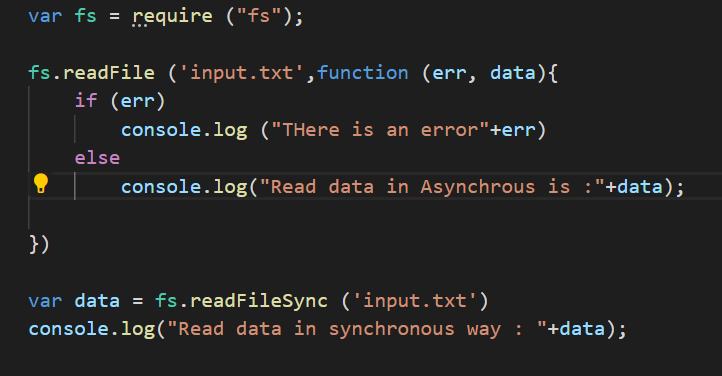 var fs = require ("fs");
fs.readFile ('input.txt',function (err, data){
if (err)
console.log ("THere is an error"+err)
else
console.log("Read data in Asynchrous is :"+data);
})
var data = fs.readFileSync ('input.txt')
console.log("Read data in synchronous way : "+data);